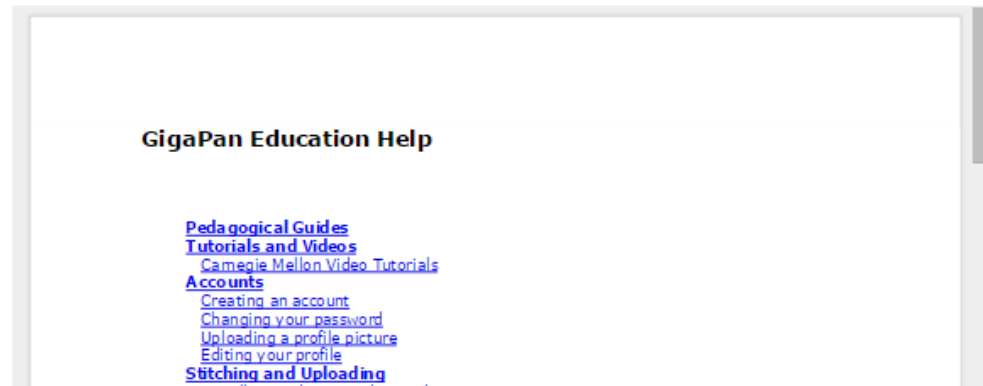 GigaPan Education Help
Pedagogical Guides
Tutorials and Videos
Carnegie Mellon Video Tutorials
Accounts
Creating an account
Changing your password
Uploading a profile picture
Editing your profile
Stitching and Uploading